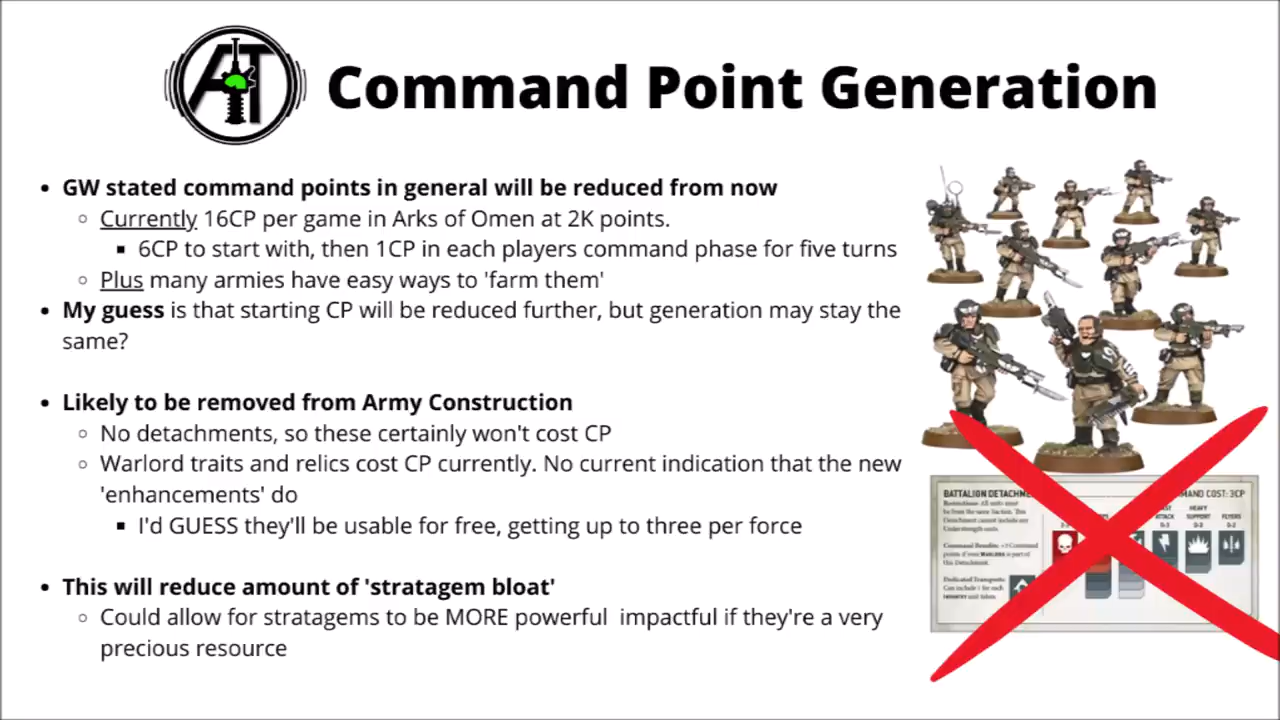 AT
Command Point Generation
• GW stated command points in general will be reduced from now
○ Currently 16CP per game in Arks of Omen at 2K points.
▪ 6CP to start with, then 1CP in each players command phase for five turns
○ Plus many armies have easy ways to 'farm them'
• My guess is that starting CP will be reduced further, but generation may stay the
same?
• Likely to be removed from Army Construction
○ No detachments, so these certainly won't cost CP
○ Warlord traits and relics cost CP currently. No current indication that the new
'enhancements' do
▪ I'd GUESS they'll be usable for free, getting up to three per force
• This will reduce amount of 'stratagem bloat'
○ Could allow for stratagems to be MORE powerful  impactful if they're a very
precious resource
BATTALION COST: 3CP
HEAVY
SUPPORT
FLYERS
0-3 0-3 0-2